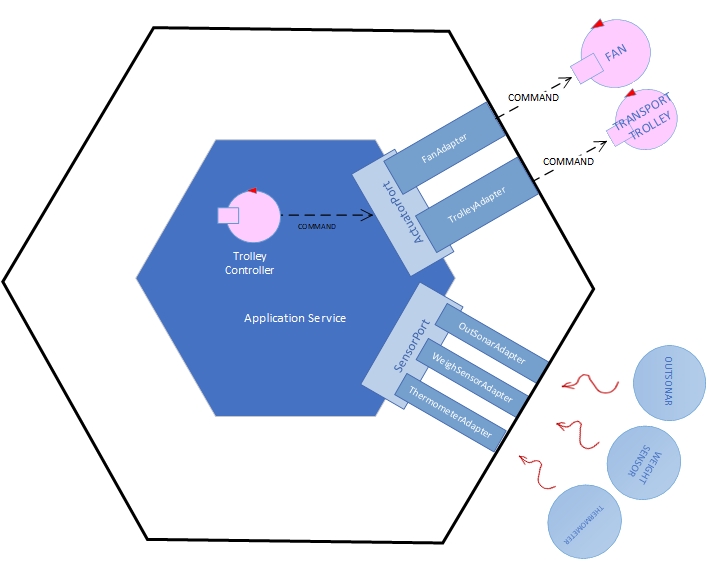 FAN
COMMAND
TRANSPORT
TROLLEY
COMMAND
FanAdapter
TrolleyAdapter
ActuatorPort
COMMAND
Trolley
Controller
Application Service
SensorPort
OutSonarAdapter
WeighSensorAdapter
ThermometerAdapter
OUTSONAR
WEIGHT
SENSOR
THERMOMETER